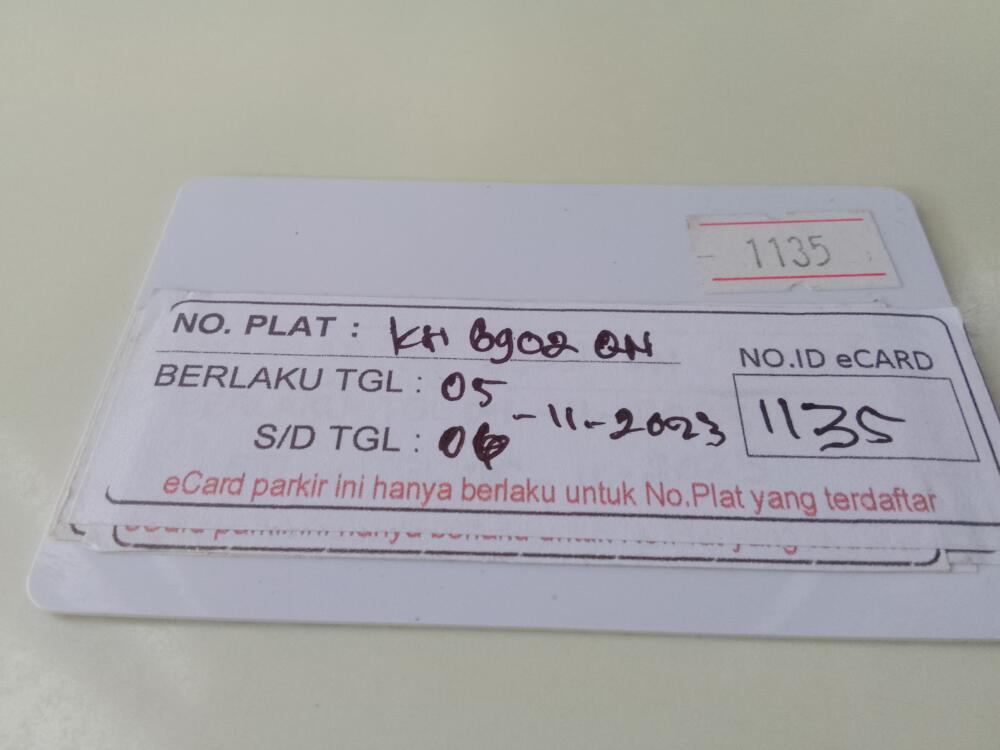 1135
NO. PLAT : KH 6902 QN
NO.ID eCARD
BERLAKU TGL : 05
1135
S/D TGL : 06 -11-2023
eCard parkir ini hanya berlaku untuk No.Plat yang terdaftar